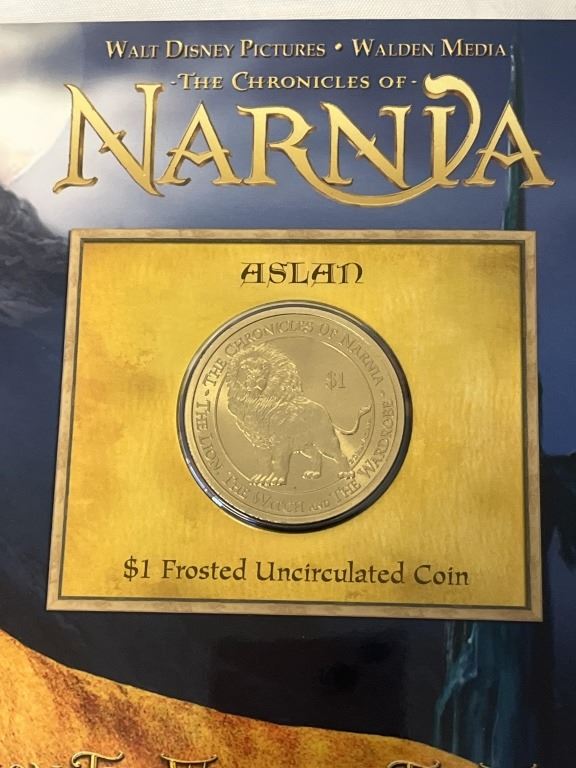 WALT DISNEY PICTURES • WALDEN MEDIA
- THE CHRONICLES OF -
NARNIA
ASLAN
- THE CHRONICLES OF NARNIA -
$1
THE LION, THE WITCH AND THE WARDROBE
$1 Frosted Uncirculated Coin